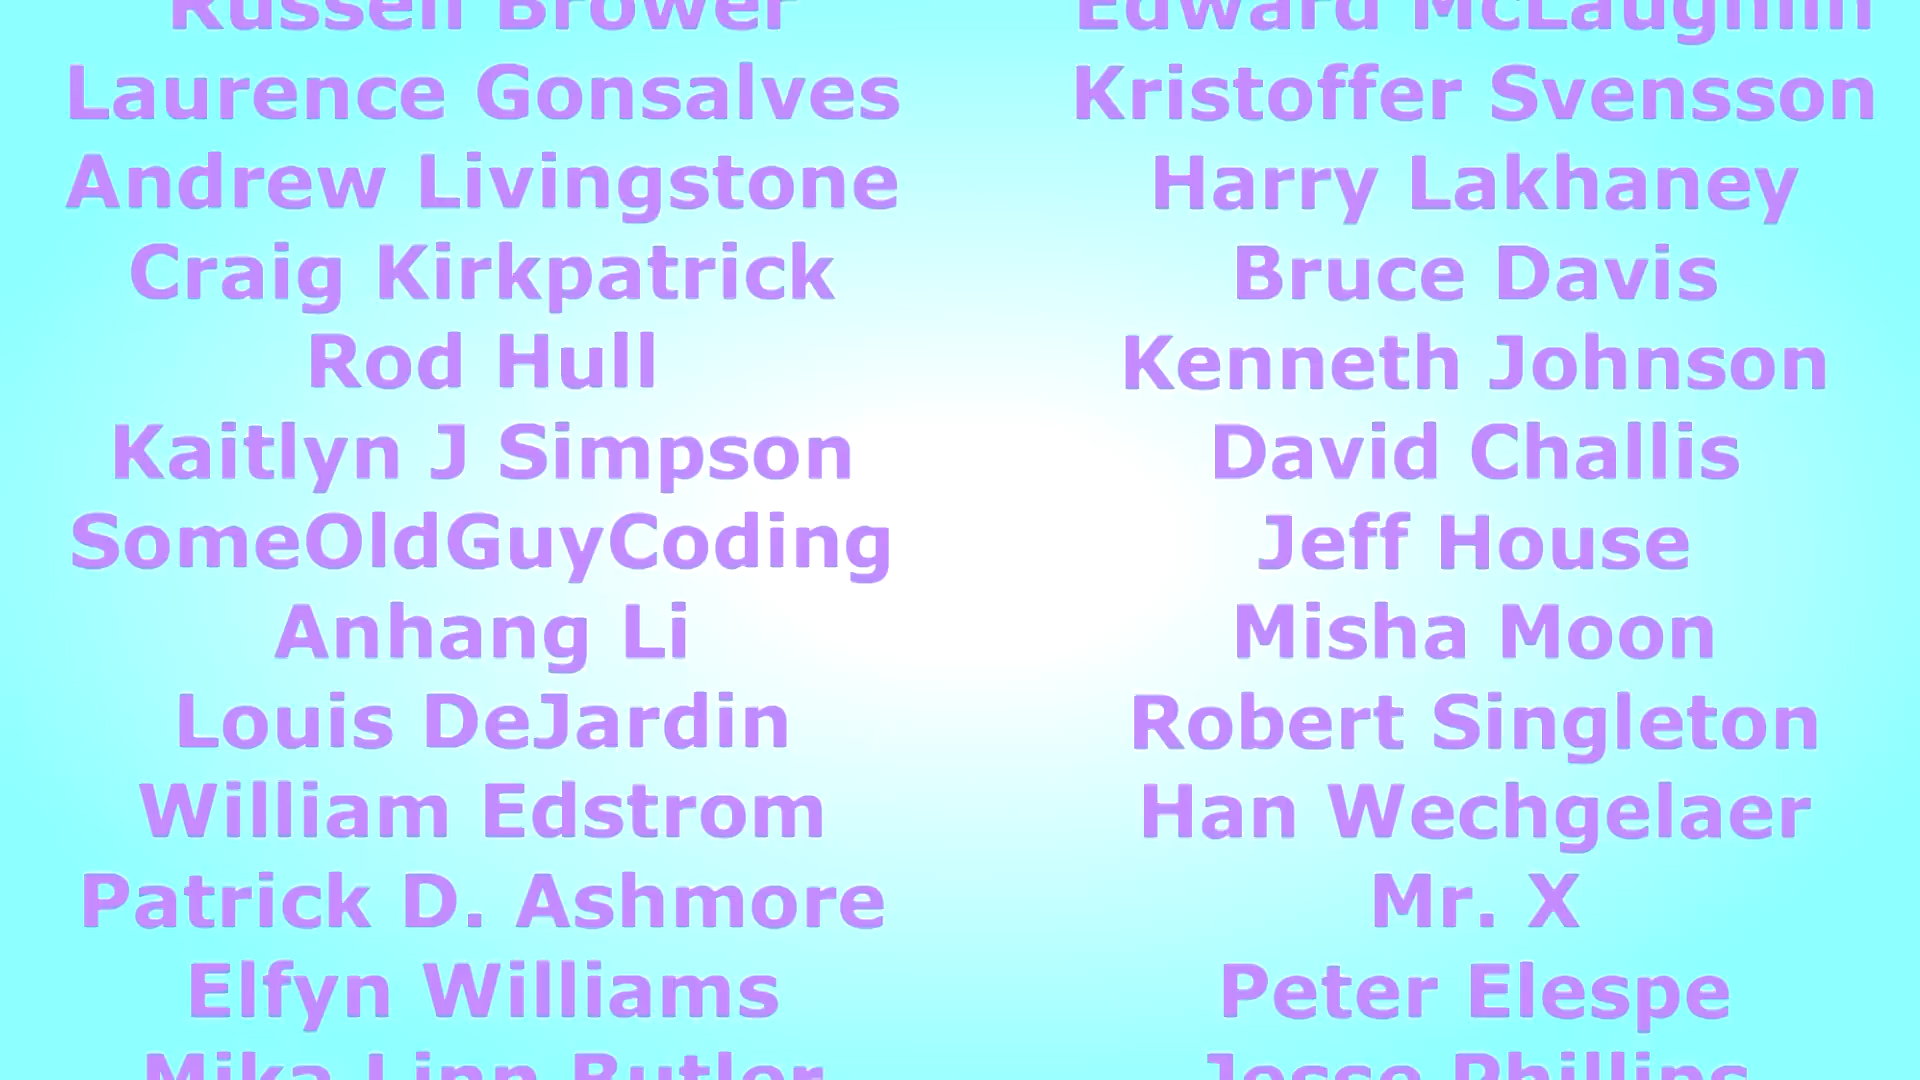 Russell Brower
Edward McLaughlin
Laurence Gonsalves
Kristoffer Svensson
Andrew Livingstone
Harry Lakhaney
Craig Kirkpatrick
Bruce Davis
Rod Hull
Kenneth Johnson
Kaitlyn J Simpson
David Challis
SomeOldGuyCoding
Jeff House
Anhang Li
Misha Moon
Louis DeJardin
Robert Singleton
William Edstrom
Han Wechgelaer
Patrick D. Ashmore
Mr. X
Elfyn Williams
Peter Elespe
Mika Linn Butler
Jesse Phillips